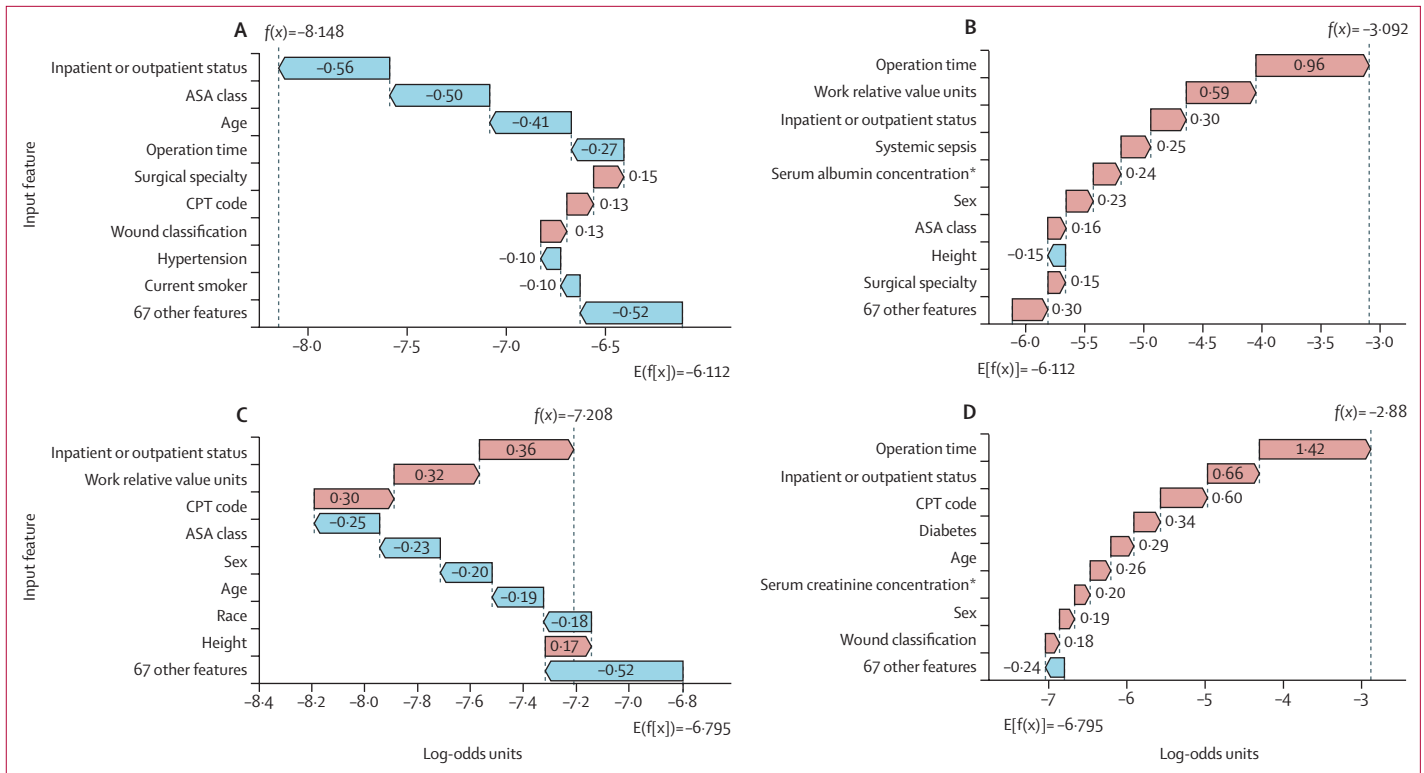 A
f(x)=–8·148
Input feature
Inpatient or outpatient status
–0·56
ASA class
–0·50
Age
–0·41
Operation time
–0·27
Surgical specialty
0·15
CPT code
0·13
Wound classification
0·13
Hypertension
–0·10
Current smoker
–0·10
67 other features
–0·52
–8·0
–7·5
–7·0
–6·5
E(f[x])=–6·112
B
f(x)=–3·092
Operation time
0·96
Work relative value units
0·59
Inpatient or outpatient status
0·30
Systemic sepsis
0·25
Serum albumin concentration*
0·24
Sex
0·23
ASA class
0·16
Height
–0·15
Surgical specialty
0·15
67 other features
0·30
–6·0
–5·5
–5·0
–4·5
–4·0
–3·5
–3·0
E[f(x)]=–6·112
C
f(x)=–7·208
Input feature
Inpatient or outpatient status
0·36
Work relative value units
0·32
CPT code
0·30
ASA class
–0·25
Sex
–0·23
Age
–0·20
Race
–0·19
Height
–0·18
0·17
67 other features
–0·52
–8·4
–8·2
–8·0
–7·8
–7·6
–7·4
–7·2
–7·0
–6·8
E(f[x])=–6·795
Log-odds units
D
f(x)=–2·88
Operation time
1·42
Inpatient or outpatient status
0·66
CPT code
0·60
Diabetes
0·34
Age
0·29
Serum creatinine concentration*
0·26
Sex
0·20
Wound classification
0·19
0·18
67 other features
–0·24
–7
–6
–5
–4
–3
E[f(x)]=–6·795
Log-odds units